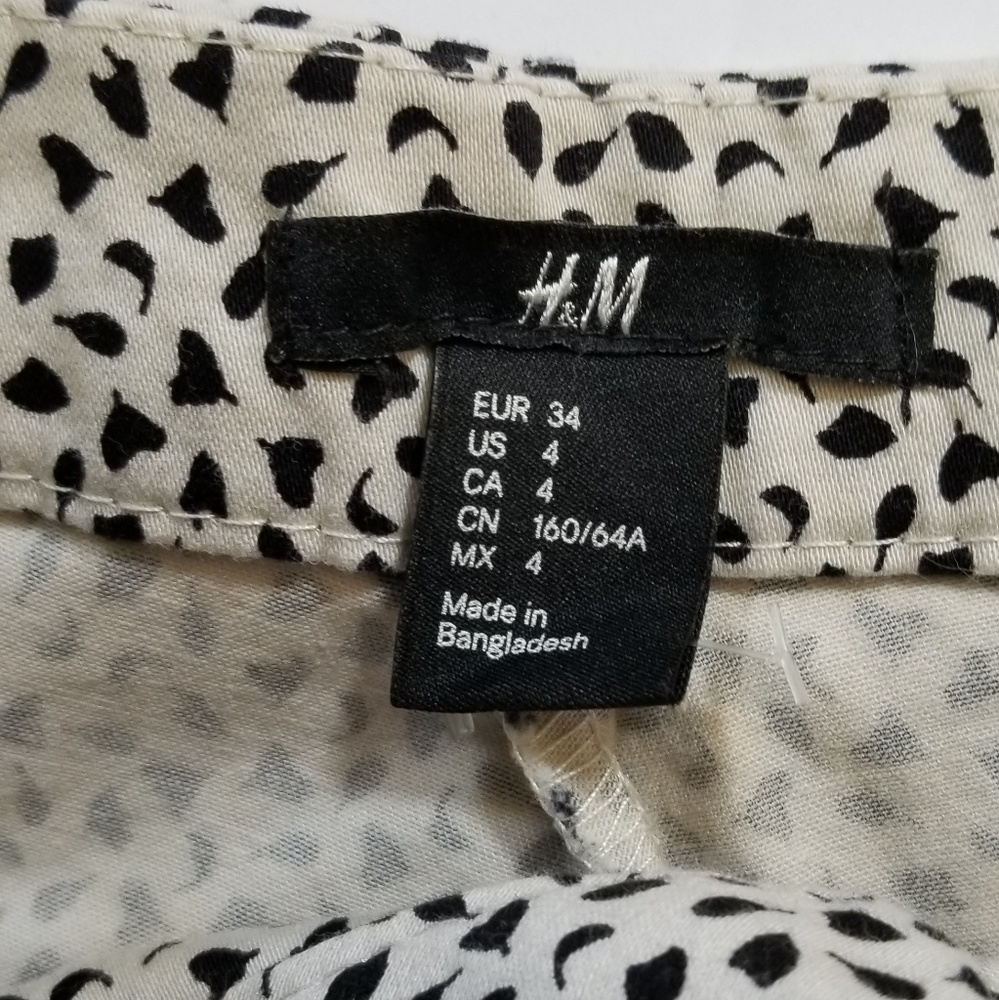 H&M
EUR 34
US 4
CA 4
CN 160/64A
MX 4
Made in
Bangladesh